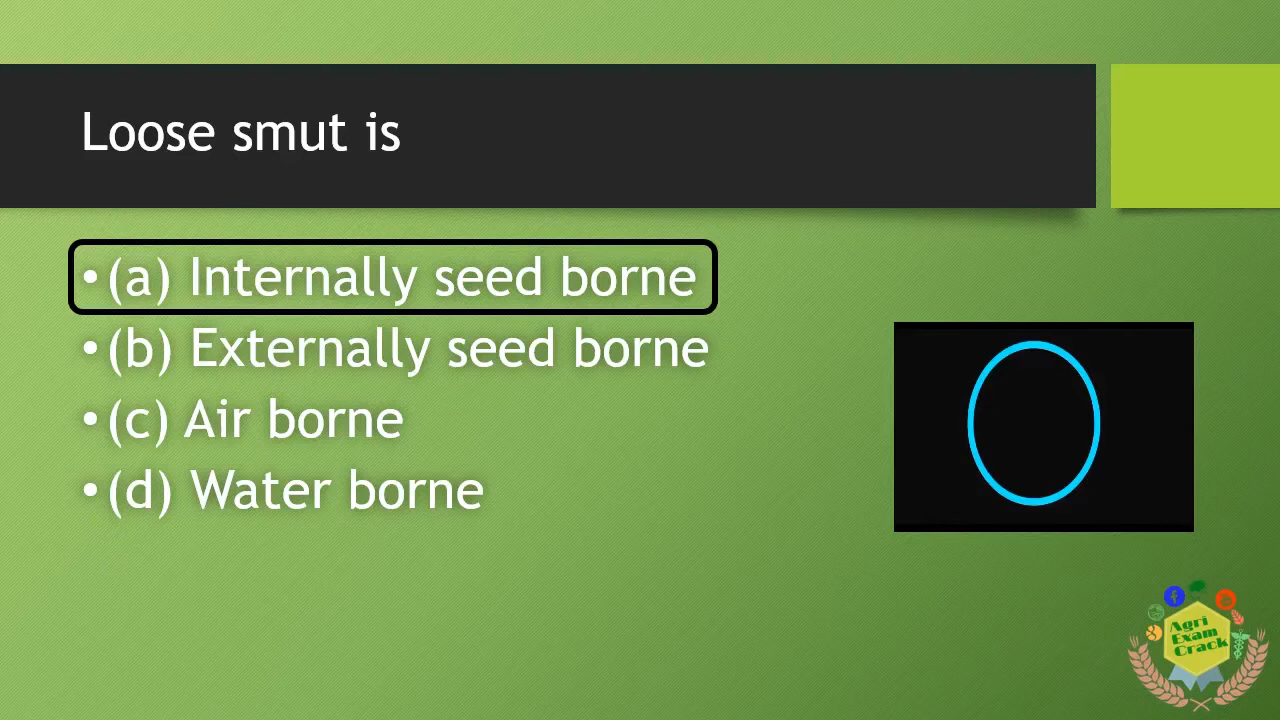 Loose smut is
•(a) Internally seed borne
•(b) Externally seed borne
•(c) Air borne
•(d) Water borne
Agri
Exam
Crack